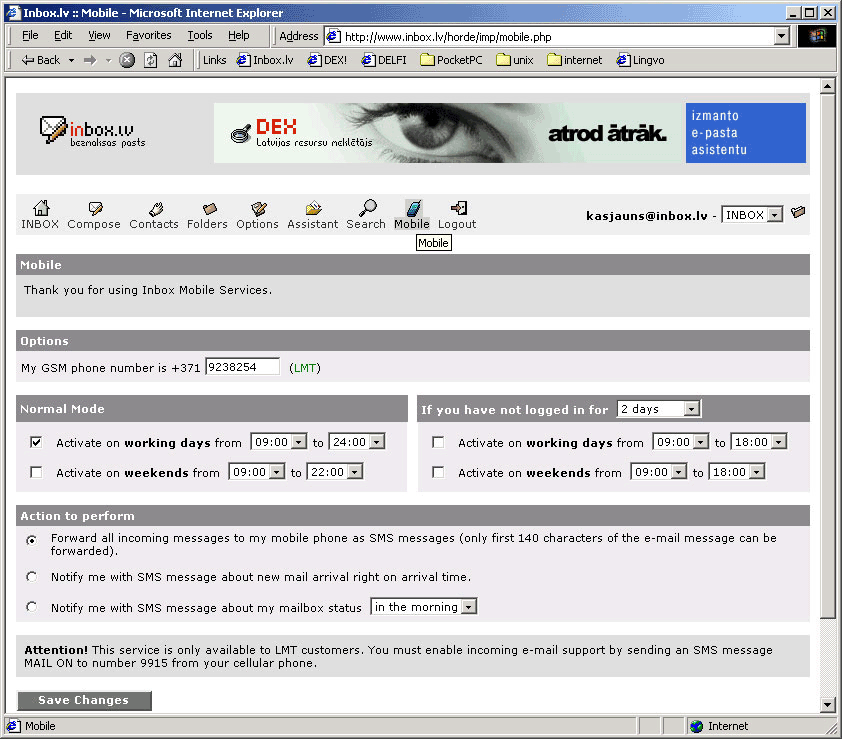 Inbox.lv :: Mobile - Microsoft Internet Explorer
File Edit View Favorites Tools Help Address http://www.inbox.lv/horde/imp/mobile.php
Back Links Inbox.lv DEX! DELFI PocketPC unix internet Lingvo
inbox.lv
bezmaksas pasts
DEX
Latvijas resursu meklētājs
atrod ātrāk.
izmanto
e-pasta
asistentu
INBOX Compose Contacts Folders Options Assistant Search Mobile Logout
kasjauns@inbox.lv - INBOX
Mobile
Mobile
Thank you for using Inbox Mobile Services.
Options
My GSM phone number is +371 9238254 (LMT)
Normal Mode
Activate on working days from 09:00 to 24:00
Activate on weekends from 09:00 to 22:00
If you have not logged in for 2 days
Activate on working days from 09:00 to 18:00
Activate on weekends from 09:00 to 18:00
Action to perform
Forward all incoming messages to my mobile phone as SMS messages (only first 140 characters of the e-mail message can be
forwarded).
Notify me with SMS message about new mail arrival right on arrival time.
Notify me with SMS message about my mailbox status in the morning
Attention! This service is only available to LMT customers. You must enable incoming e-mail support by sending an SMS message
MAIL ON to number 9915 from your cellular phone.
Save Changes
Mobile Internet